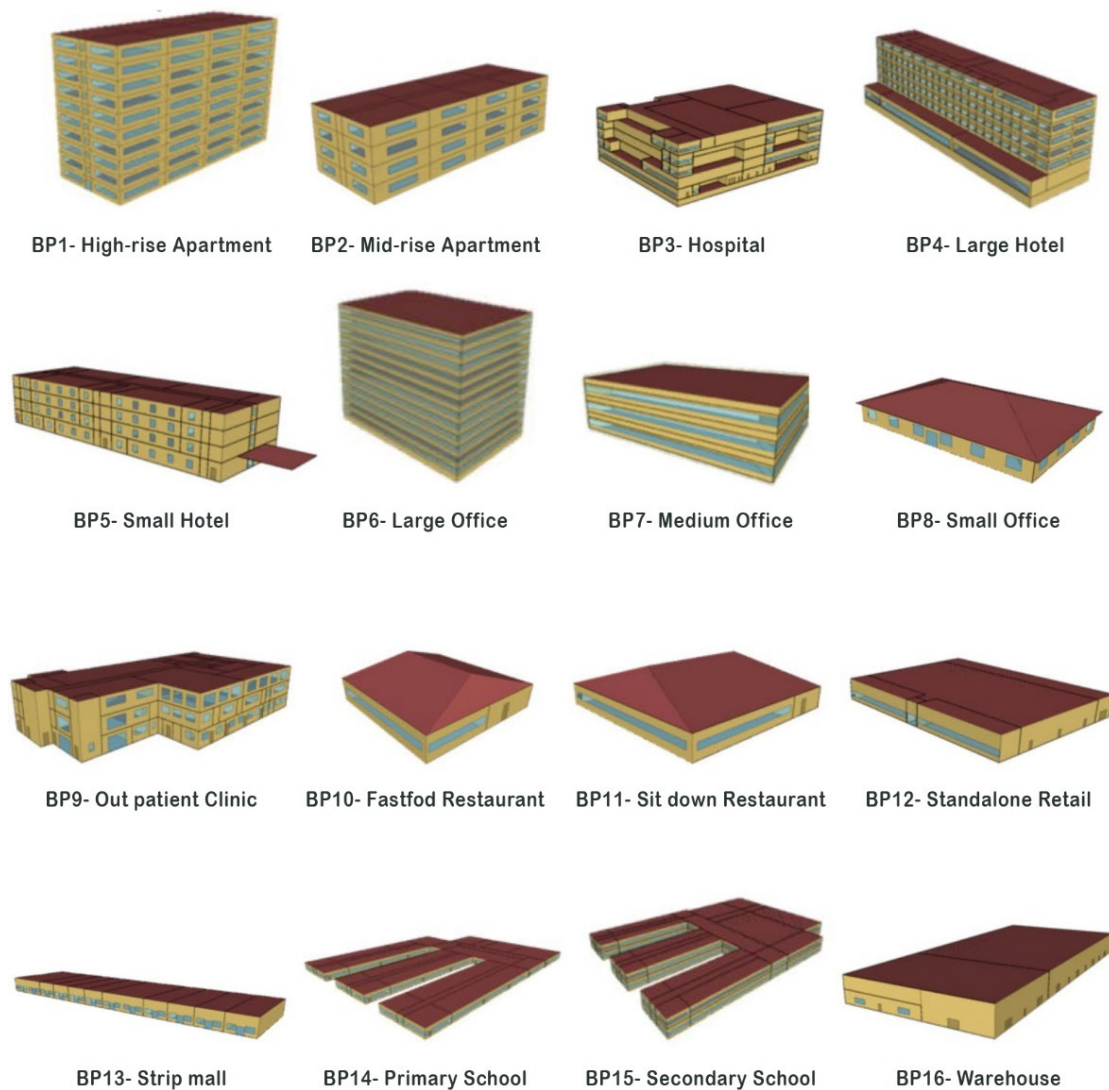 BP1- High-rise Apartment
BP2- Mid-rise Apartment
BP3- Hospital
BP4- Large Hotel
BP5- Small Hotel
BP6- Large Office
BP7- Medium Office
BP8- Small Office
BP9- Out patient Clinic
BP10- Fastfod Restaurant
BP11- Sit down Restaurant
BP12- Standalone Retail
BP13- Strip mall
BP14- Primary School
BP15- Secondary School
BP16- Warehouse